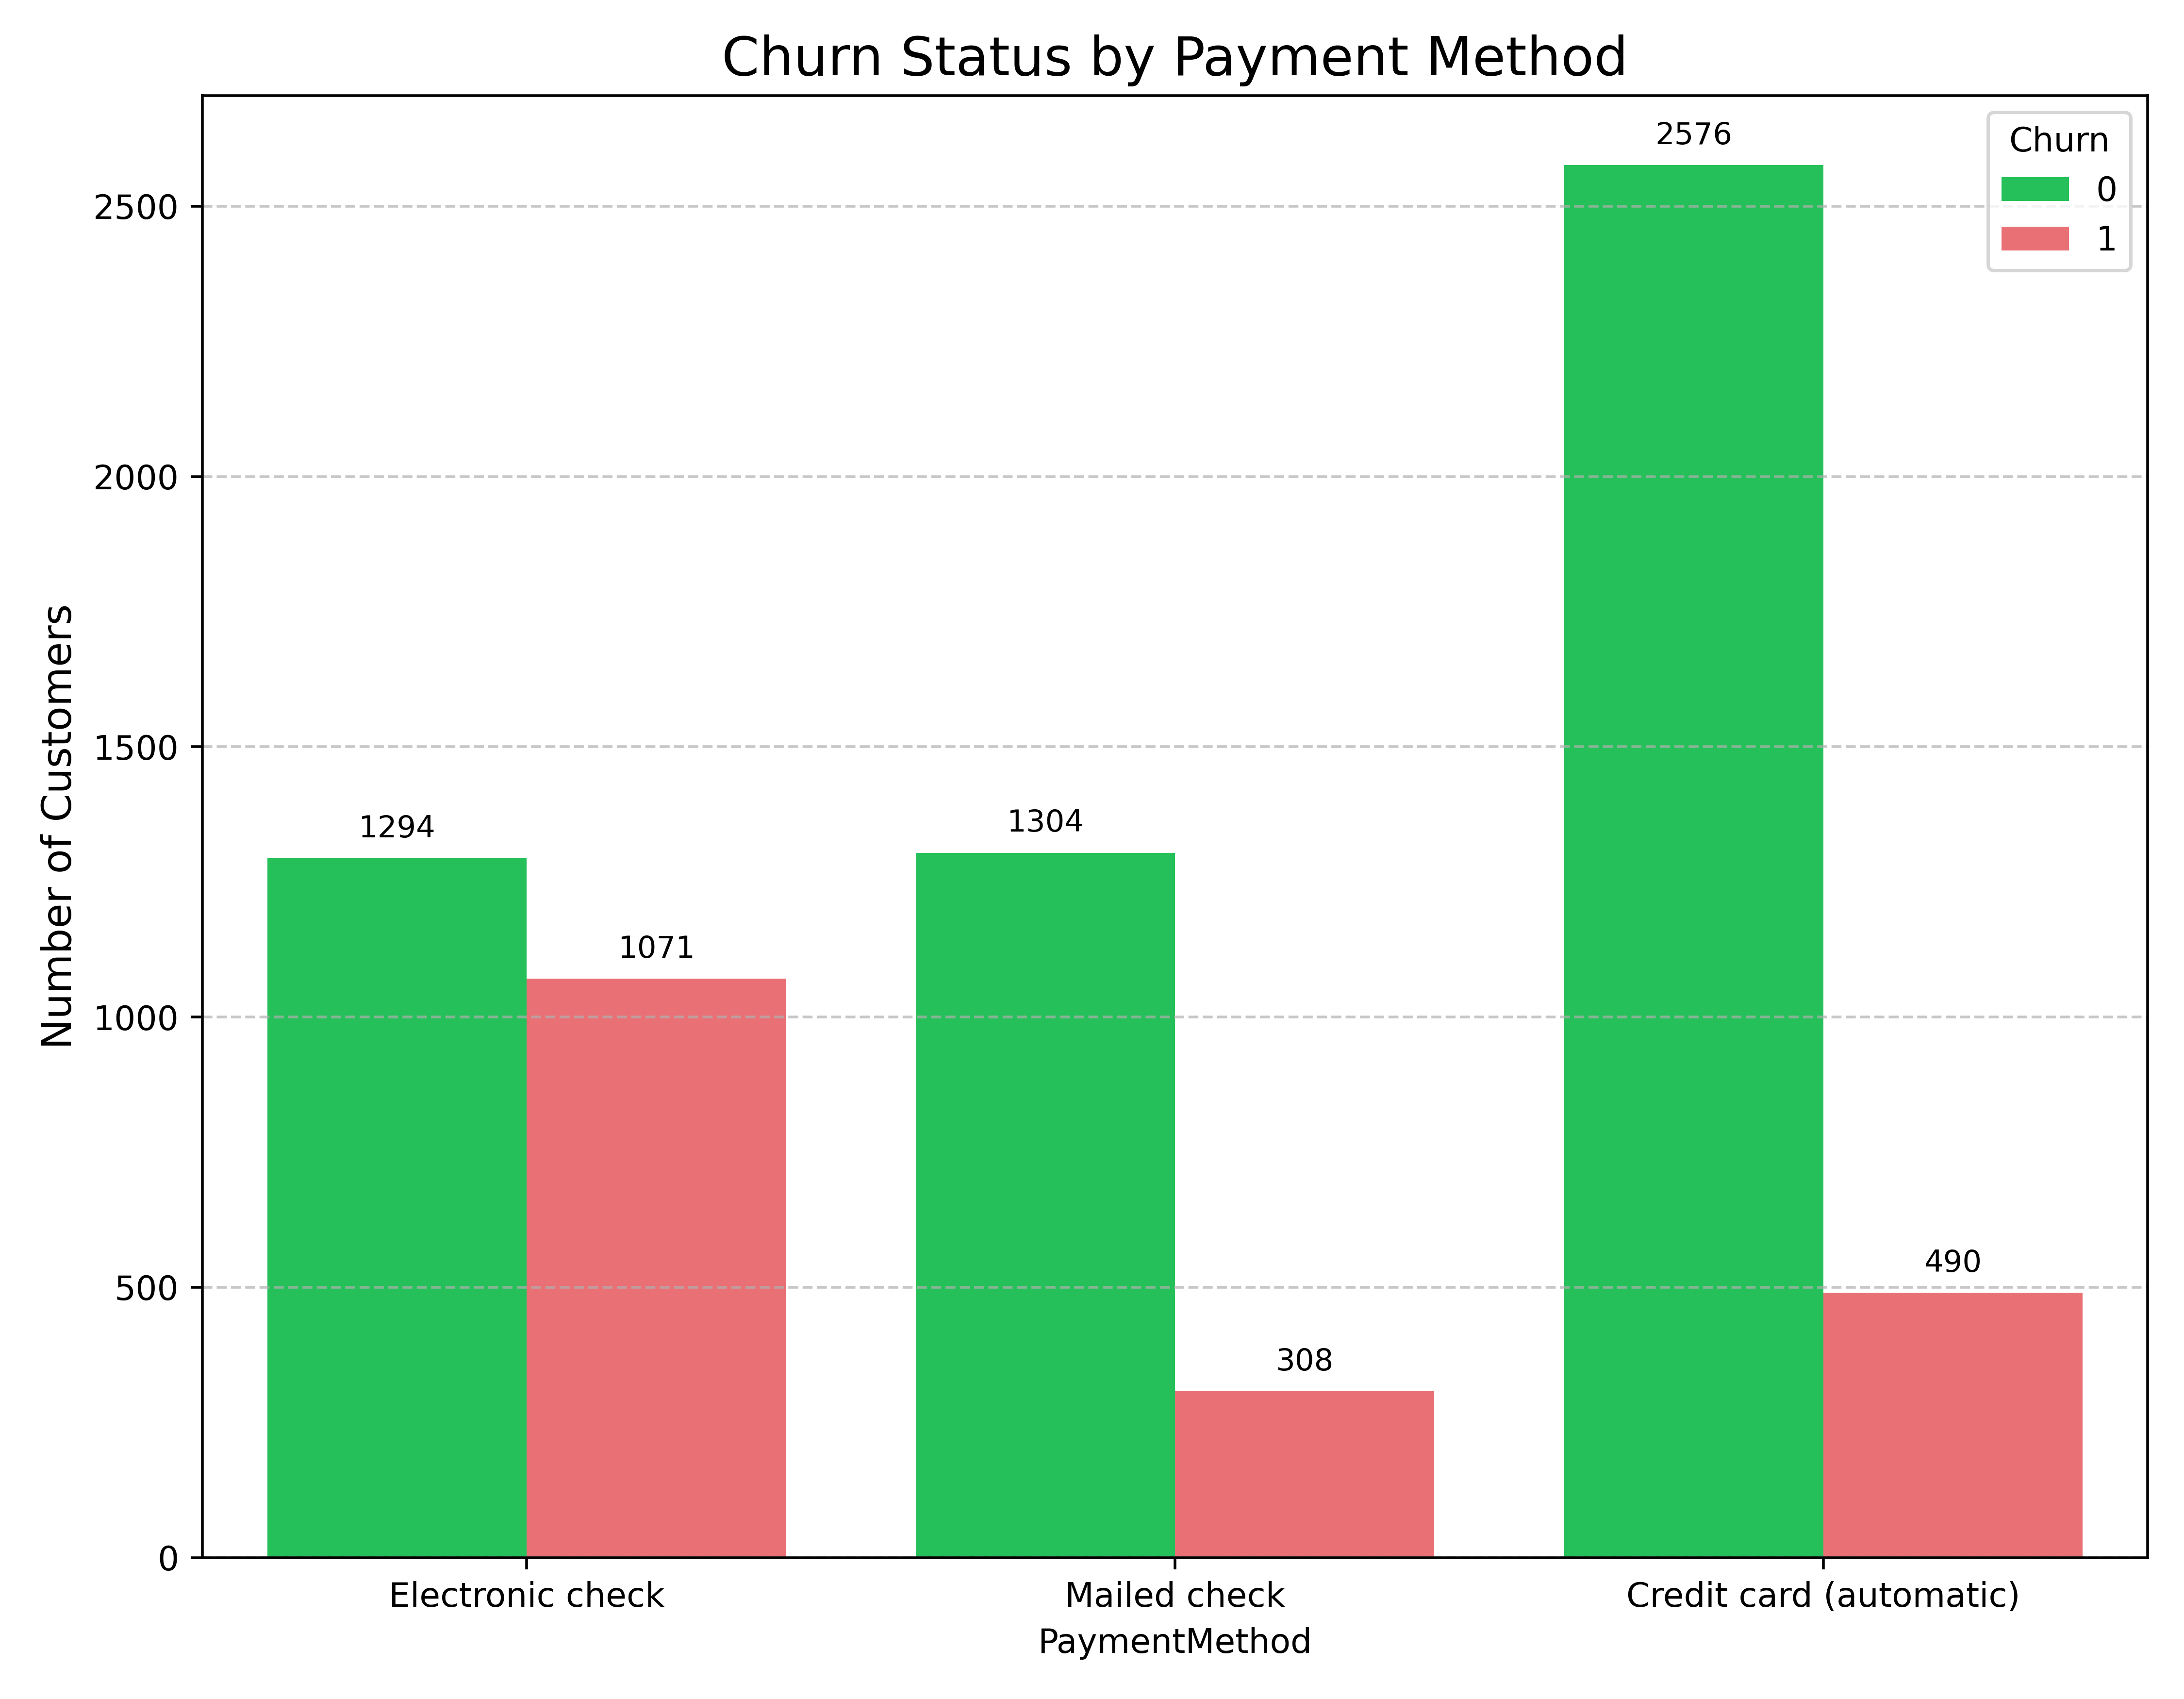 Churn Status by Payment Method
Churn
0
1
Number of Customers
2500
2000
1500
1000
500
0
1294
1071
1304
308
2576
490
Electronic check
Mailed check
Credit card (automatic)
PaymentMethod